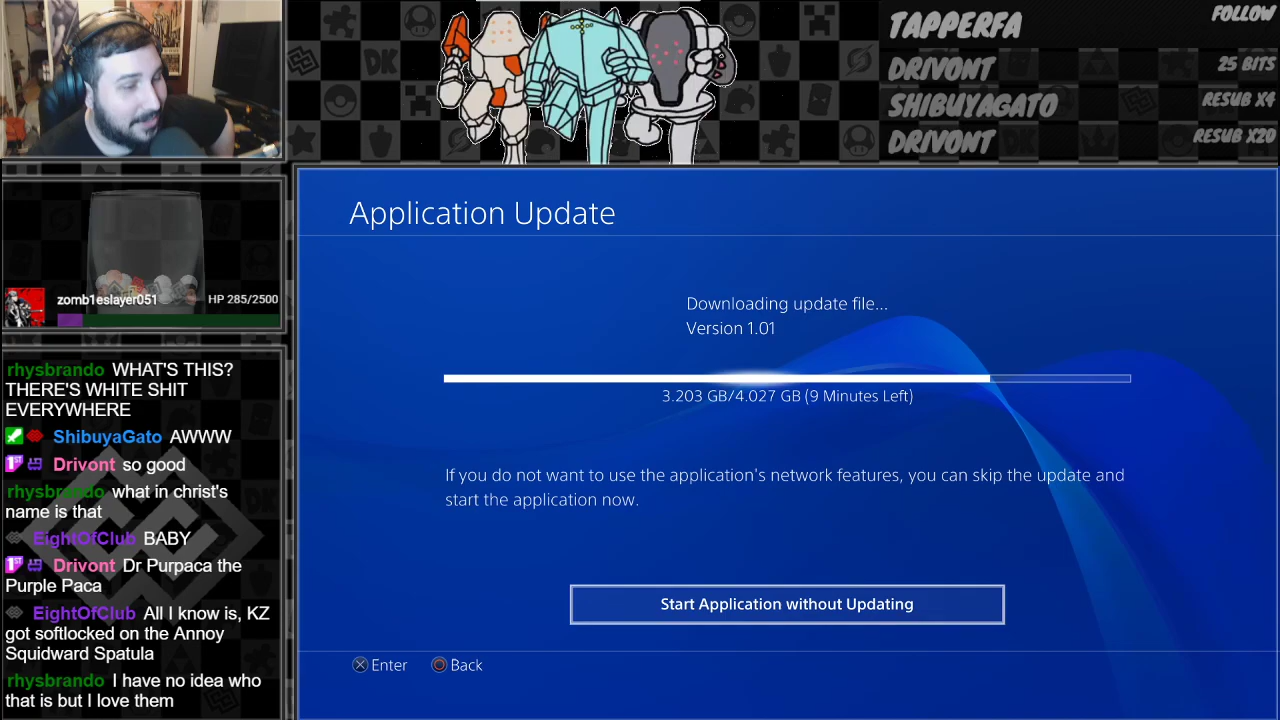 TAPPERFA
FOLLOW
DRIVONT
25 BITS
SHIBUYAGATO
RESUB X4
DRIVONT
RESUB X20
zomb1eslayer051
HP 285/2500
rhysbrando WHAT'S THIS?
THERE'S WHITE SHIT
EVERYWHERE
ShibuyaGato AWWW
1ST Drivont so good
rhysbrando what in christ's
name is that
EightOfClub BABY
1ST Drivont Dr Purpaca the
Purple Paca
EightOfClub All I know is, KZ
got softlocked on the Annoy
Squidward Spatula
rhysbrando I have no idea who
that is but I love them
Application Update
Downloading update file...
Version 1.01
3.203 GB/4.027 GB (9 Minutes Left)
If you do not want to use the application's network features, you can skip the update and
start the application now.
Start Application without Updating
Enter
Back
DK
DK